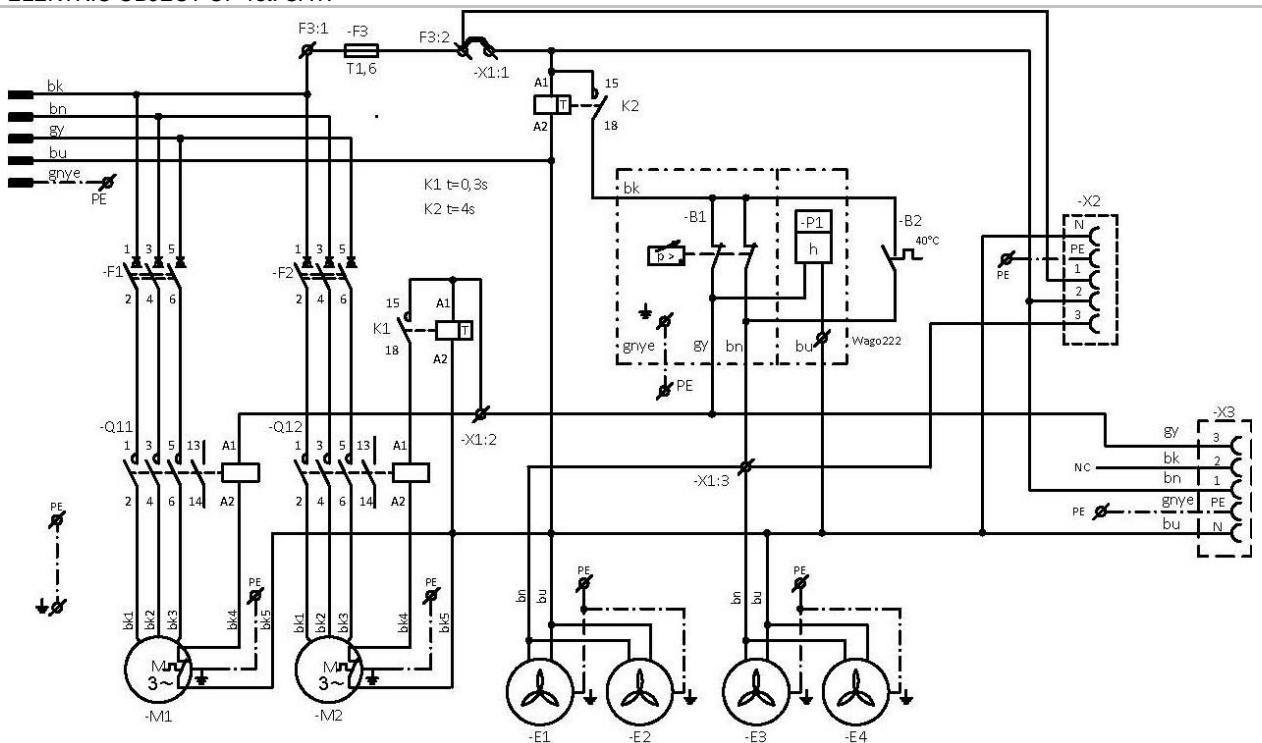 F3:1
-F3
T1,6
F3:2
-X1:1
A1
T
A2
15
K2
18
bk
bn
gy
bu
gnye
PE
K1 t=0,3s
K2 t=4s
bk
-B1
-P1
h
-B2
40°C
p >
gnye
gy
bn
bu
Wago222
PE
-X2
N
PE
1
2
3
PE
1 3 5
-F1
2 4 6
1 3 5
-F2
2 4 6
15
K1
18
A1
T
A2
-X1:2
-Q11
1 3 5 13
A1
2 4 6 14
A2
-Q12
1 3 5 13
A1
2 4 6 14
A2
-X1:3
-X3
gy 3
NC bk 2
bn 1
PE gnye PE
bu N
PE
bk1
bk2
bk3
bk4
PE
bk5
bk1
bk2
bk3
bk4
PE
bk5
bn
bu
PE
bn
bu
PE
M
3~
M
3~
-M1
-M2
-E1
-E2
-E3
-E4